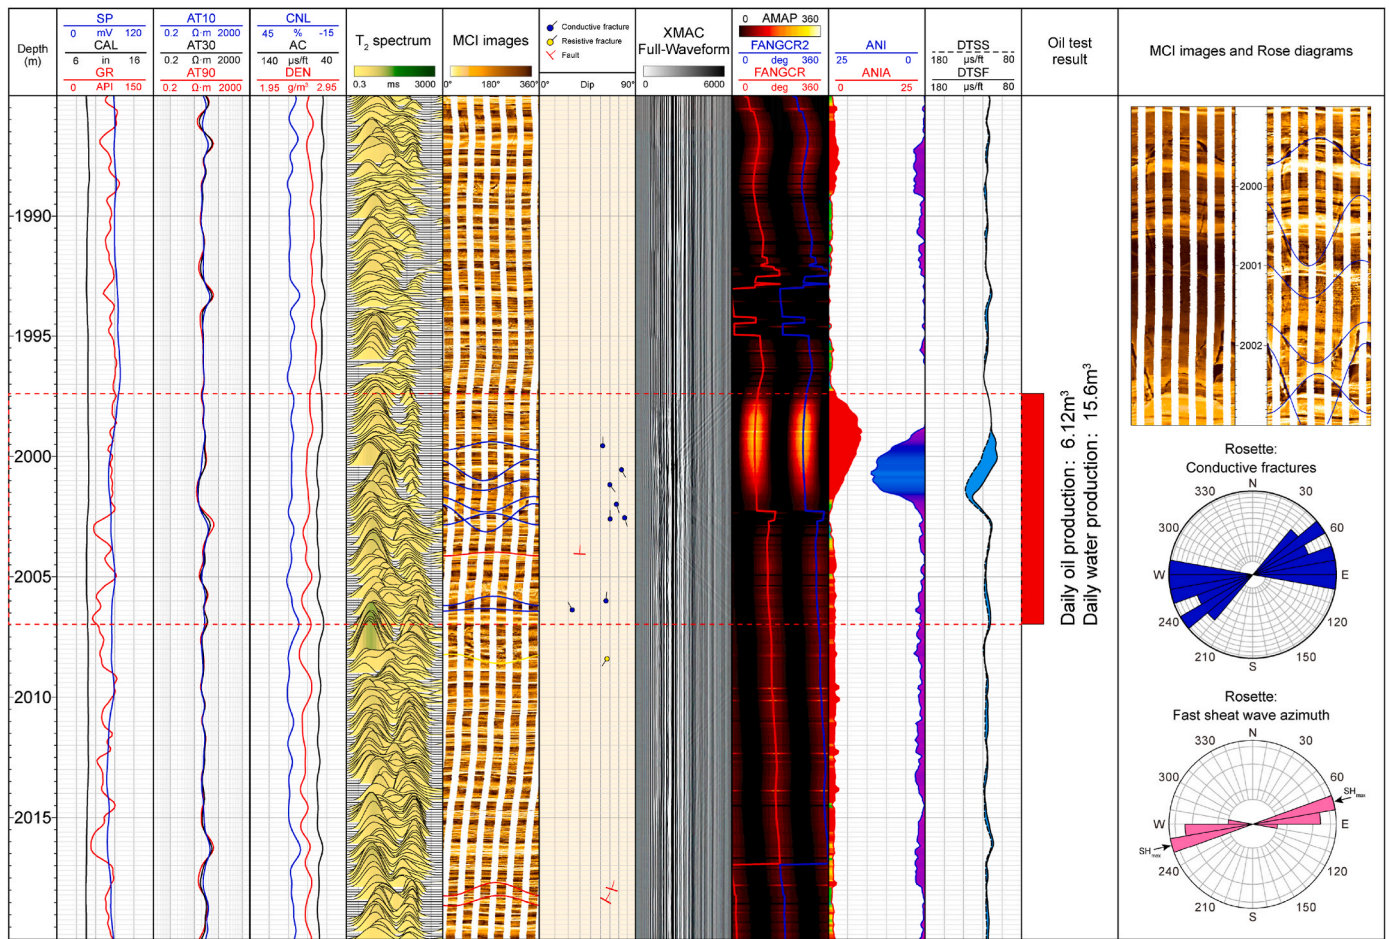 Depth
(m)
SP
0 mV 120
CAL
6 in 16
GR
0 API 150
AT10
0.2 Ω·m 2000
AT30
0.2 Ω·m 2000
AT90
0.2 Ω·m 2000
CNL
45 % -15
AC
140 μs/ft 40
DEN
1.95 g/m³ 2.95
T₂ spectrum
0.3 ms 3000
MCI images
0° 180° 360°
Conductive fracture
Resistive fracture
Fault
0° Dip 90°
XMAC
Full-Waveform
0 6000
AMAP
0 360
FANGCR2
0 deg 360
FANGCR
0 deg 360
ANI
25 0
ANIA
0 25
DTSS
180 μs/ft 80
DTSF
180 μs/ft 80
Oil test
result
MCI images and Rose diagrams
1990
1995
2000
2005
2010
2015
Daily oil production: 6.12m³
Daily water production: 15.6m³
2000
2001
2002
Rosette:
Conductive fractures
N
330 30
300 60
W E
240 120
210 150
S
Rosette:
Fast sheat wave azimuth
N
330 30
300 60
SHmax
W E
SHmax
240 120
210 150
S